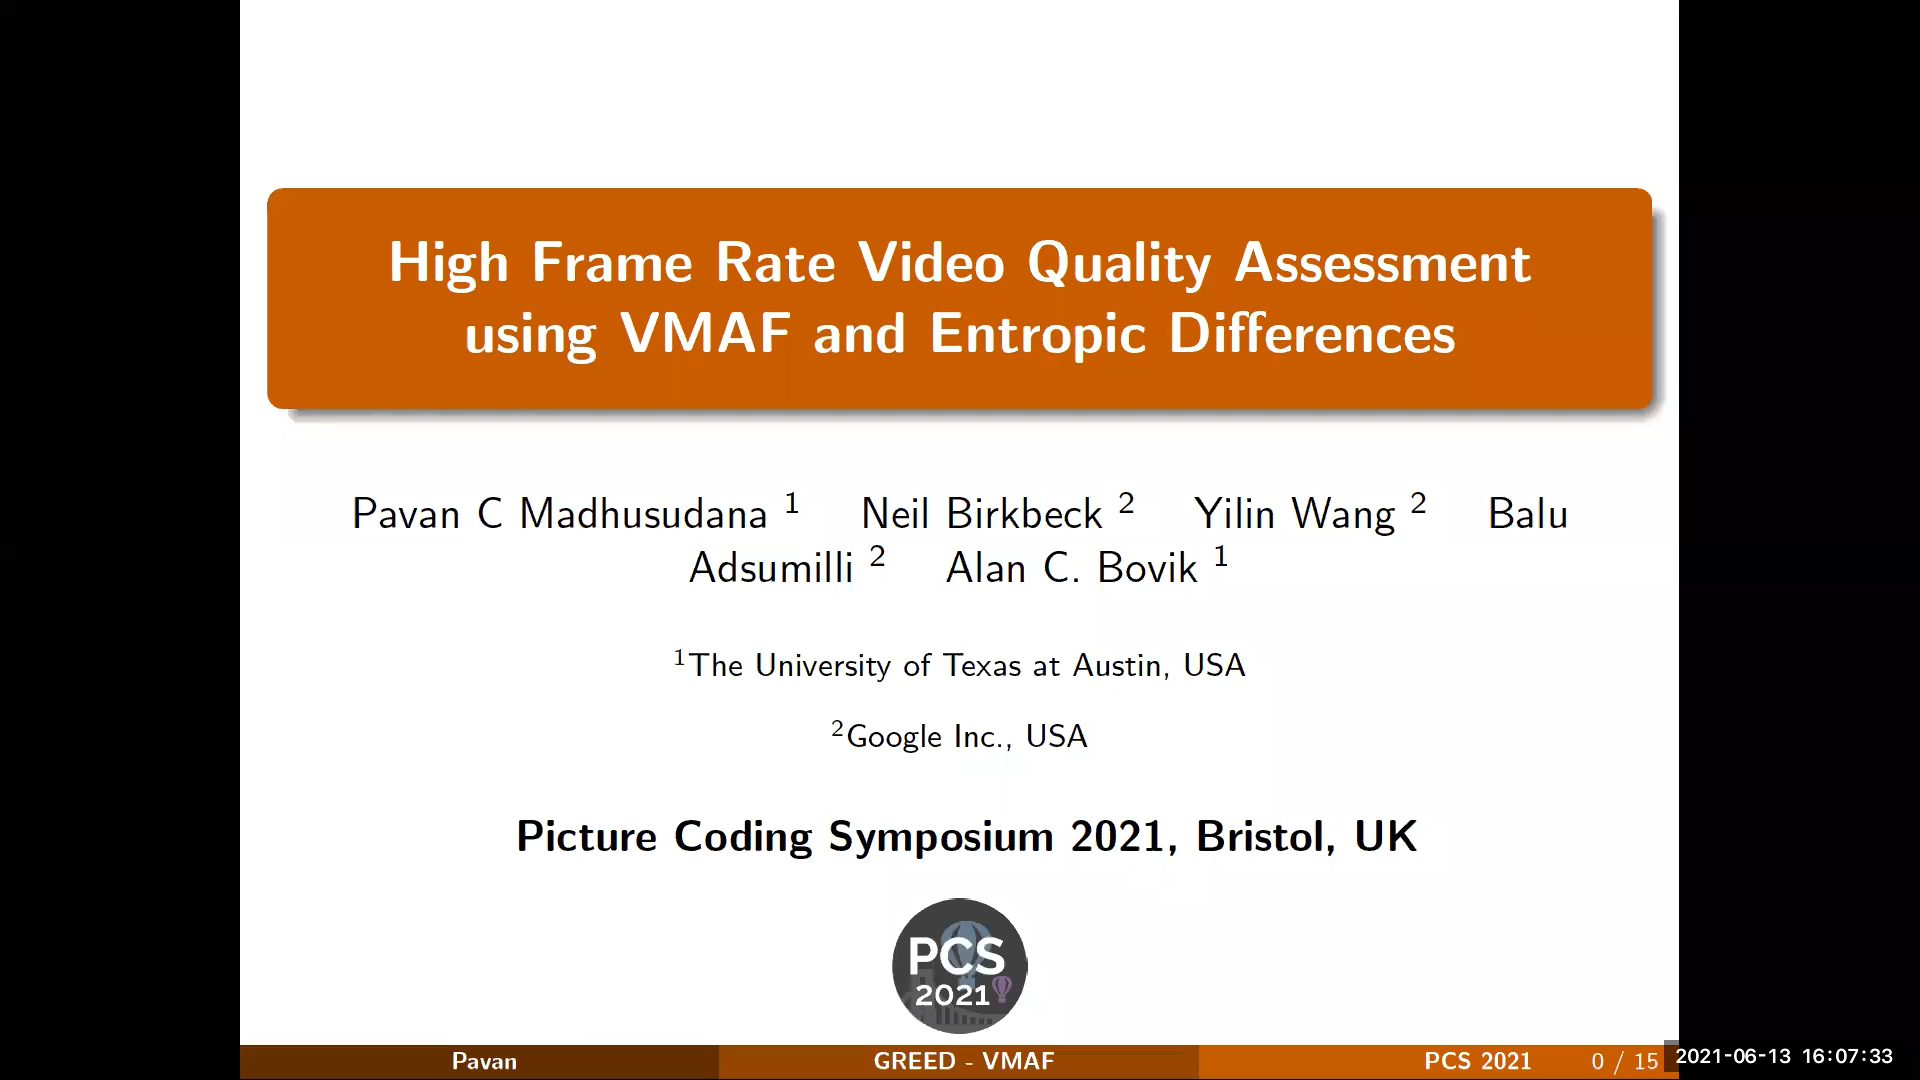 High Frame Rate Video Quality Assessment
using VMAF and Entropic Differences
Pavan C Madhusudana 1 Neil Birkbeck 2 Yilin Wang 2 Balu
Adsumilli 2 Alan C. Bovik 1
1The University of Texas at Austin, USA
2Google Inc., USA
Picture Coding Symposium 2021, Bristol, UK
PCS
2021
Pavan GREED - VMAF PCS 2021 0 / 15
2021-06-13 16:07:33